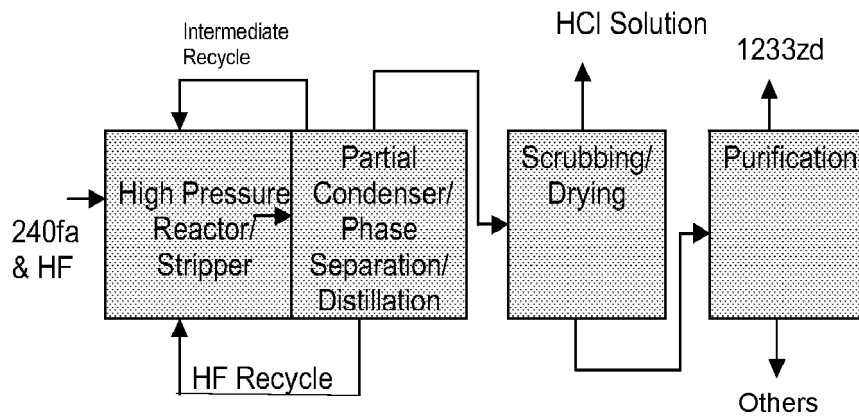 Intermediate
Recycle
HCl Solution
1233zd
240fa
& HF
High Pressure
Reactor/
Stripper
Partial
Condenser/
Phase
Separation/
Distillation
Scrubbing/
Drying
Purification
HF Recycle
Others